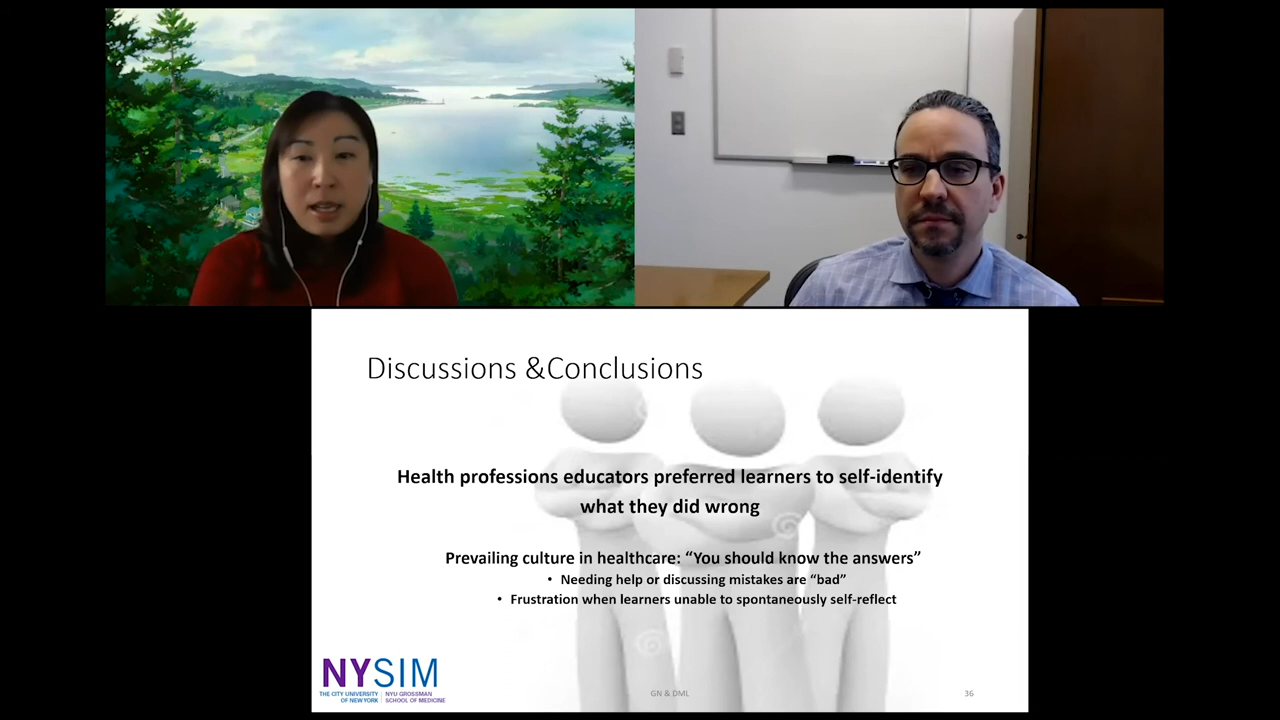 Discussions &Conclusions
Health professions educators preferred learners to self-identify
what they did wrong
Prevailing culture in healthcare: “You should know the answers”
• Needing help or discussing mistakes are “bad”
• Frustration when learners unable to spontaneously self-reflect
NYSIM
THE CITY UNIVERSITY OF NEW YORK
NYU GROSSMAN SCHOOL OF MEDICINE
GN & DML
36